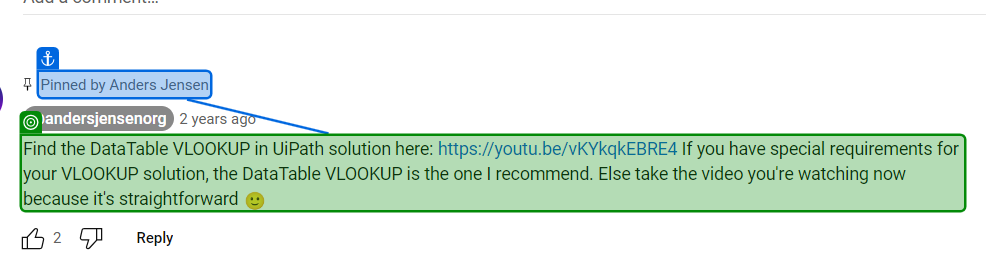 Add a comment...
Pinned by Anders Jensen
andersjensenorg 2 years ago
Find the DataTable VLOOKUP in UiPath solution here: https://youtu.be/vKYkqkEBRE4 If you have special requirements for
your VLOOKUP solution, the DataTable VLOOKUP is the one I recommend. Else take the video you're watching now
because it's straightforward 🙂
2 Reply